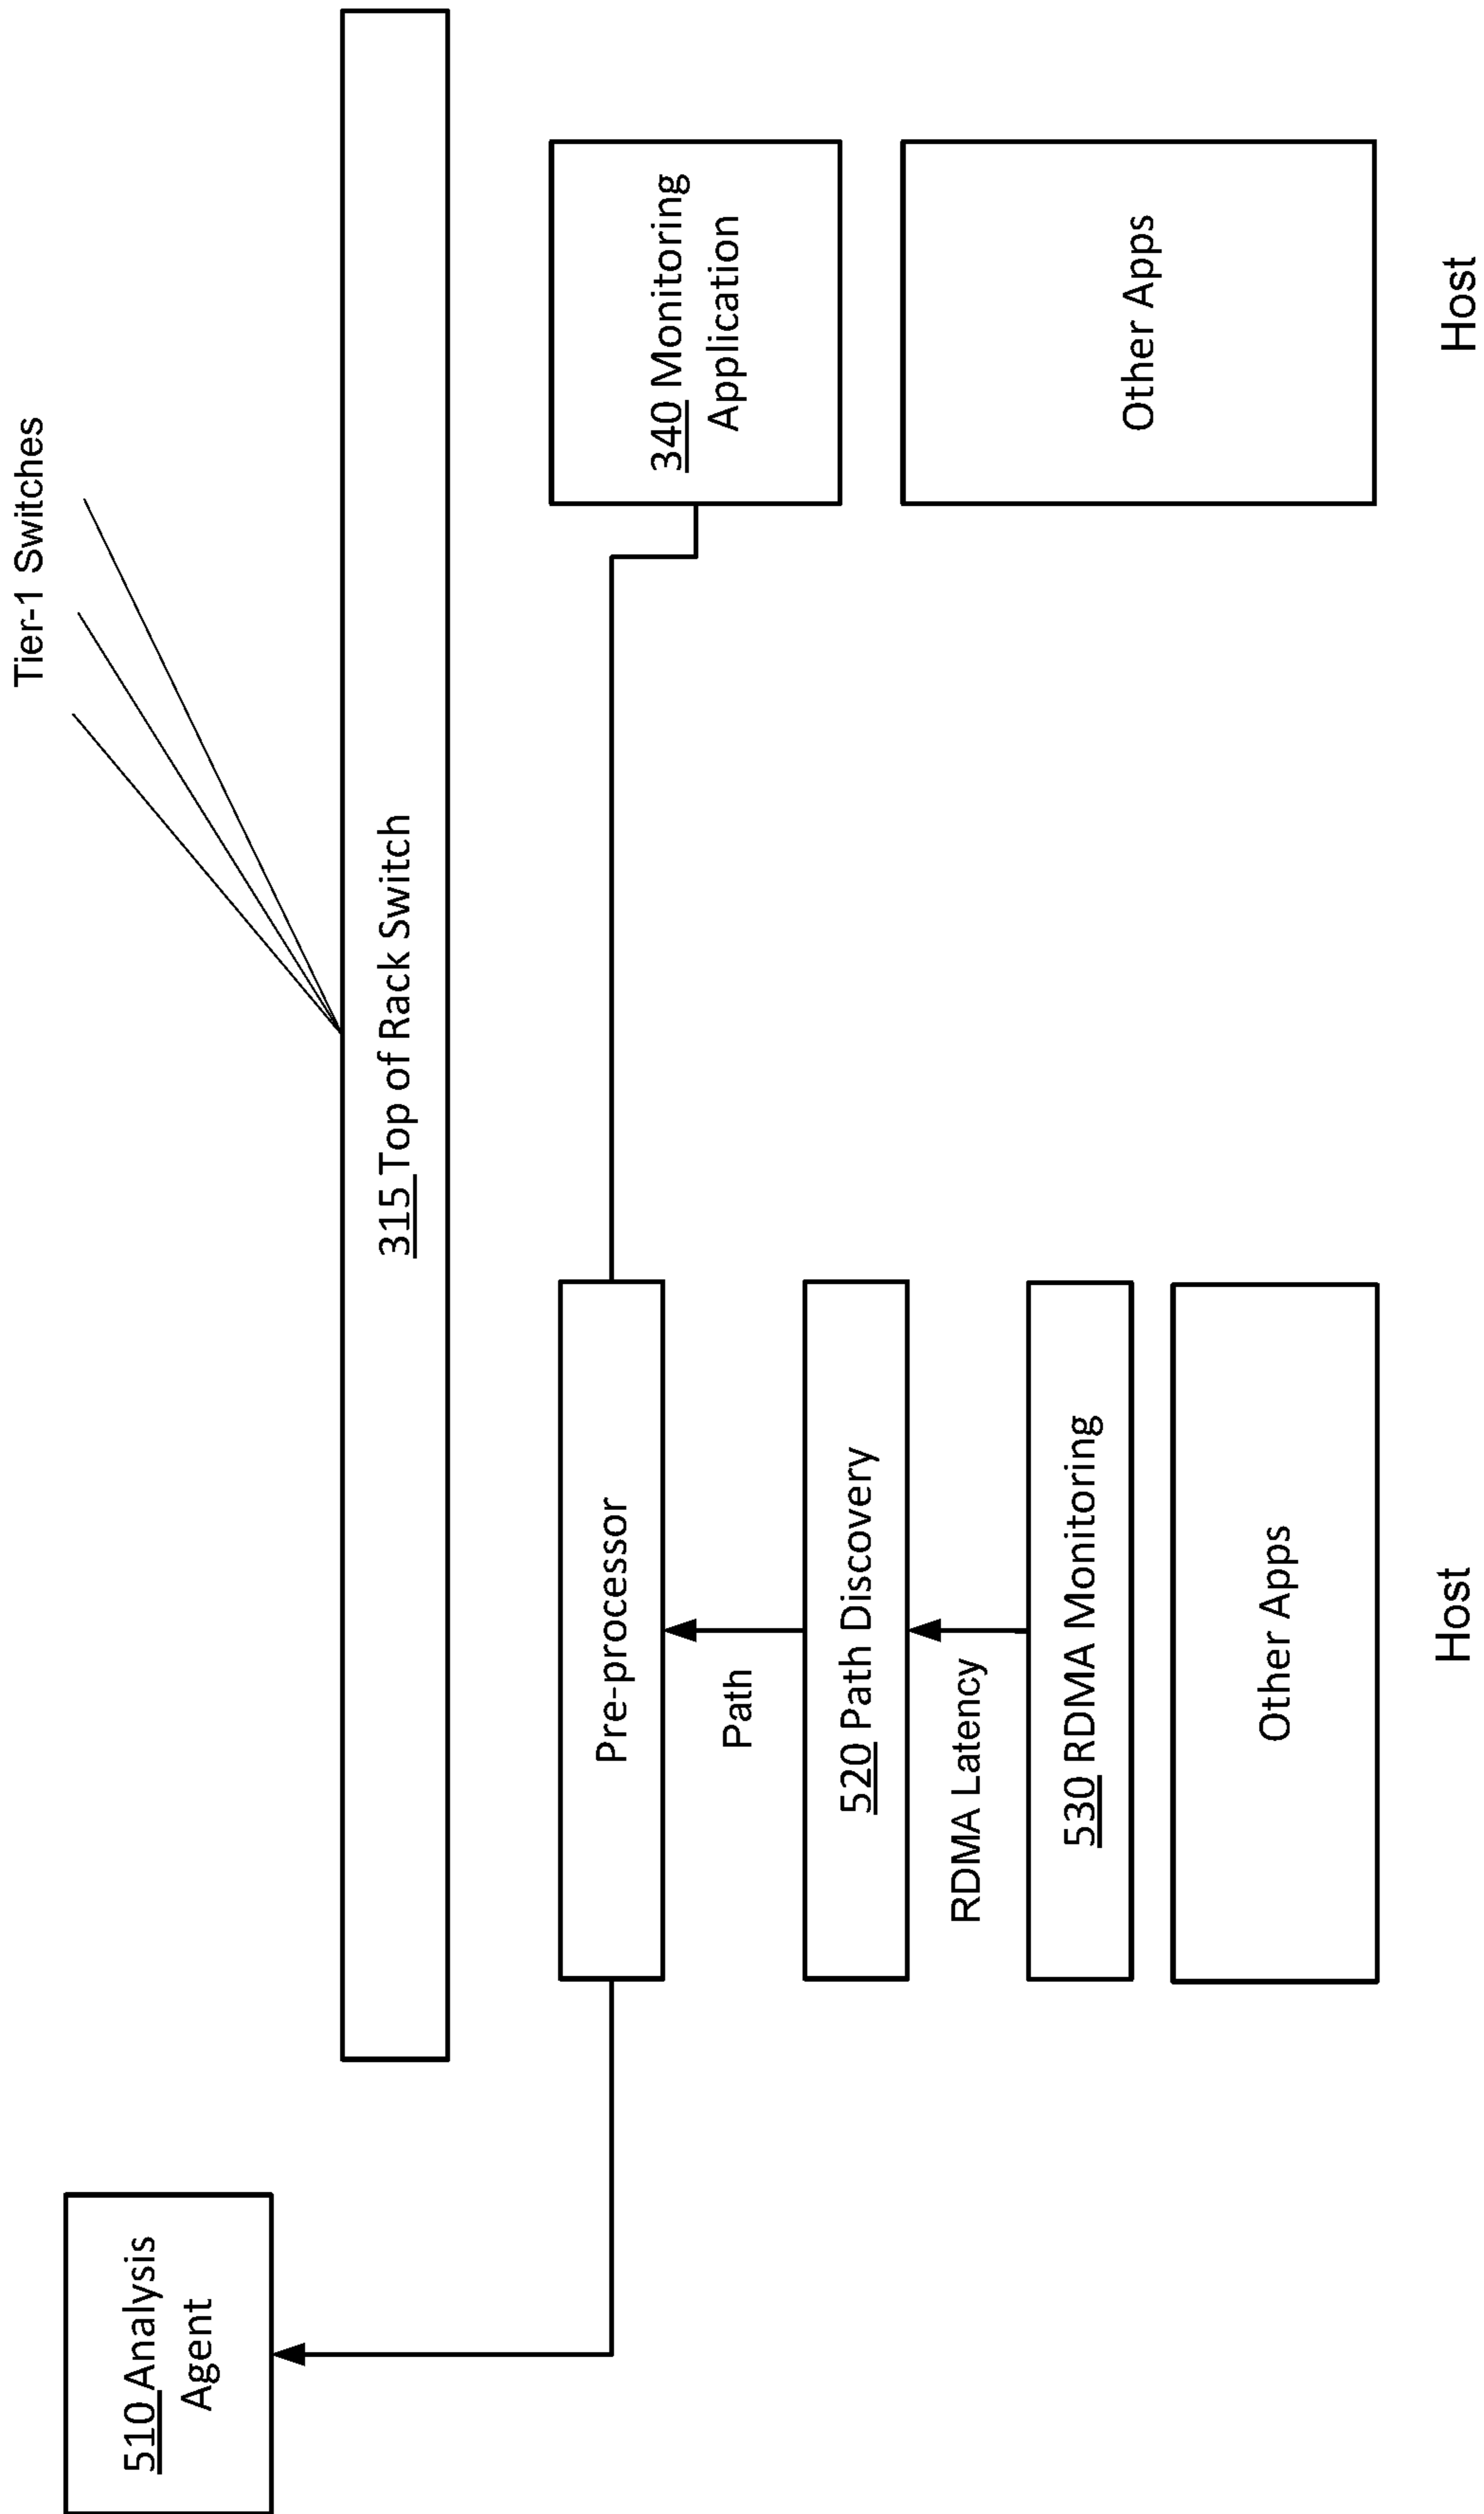 Tier-1 Switches
510 Analysis
Agent
315 Top of Rack Switch
Pre-processor
340 Monitoring
Application
Path
520 Path Discovery
RDMA Latency
530 RDMA Monitoring
Other Apps
Other Apps
Host
Host